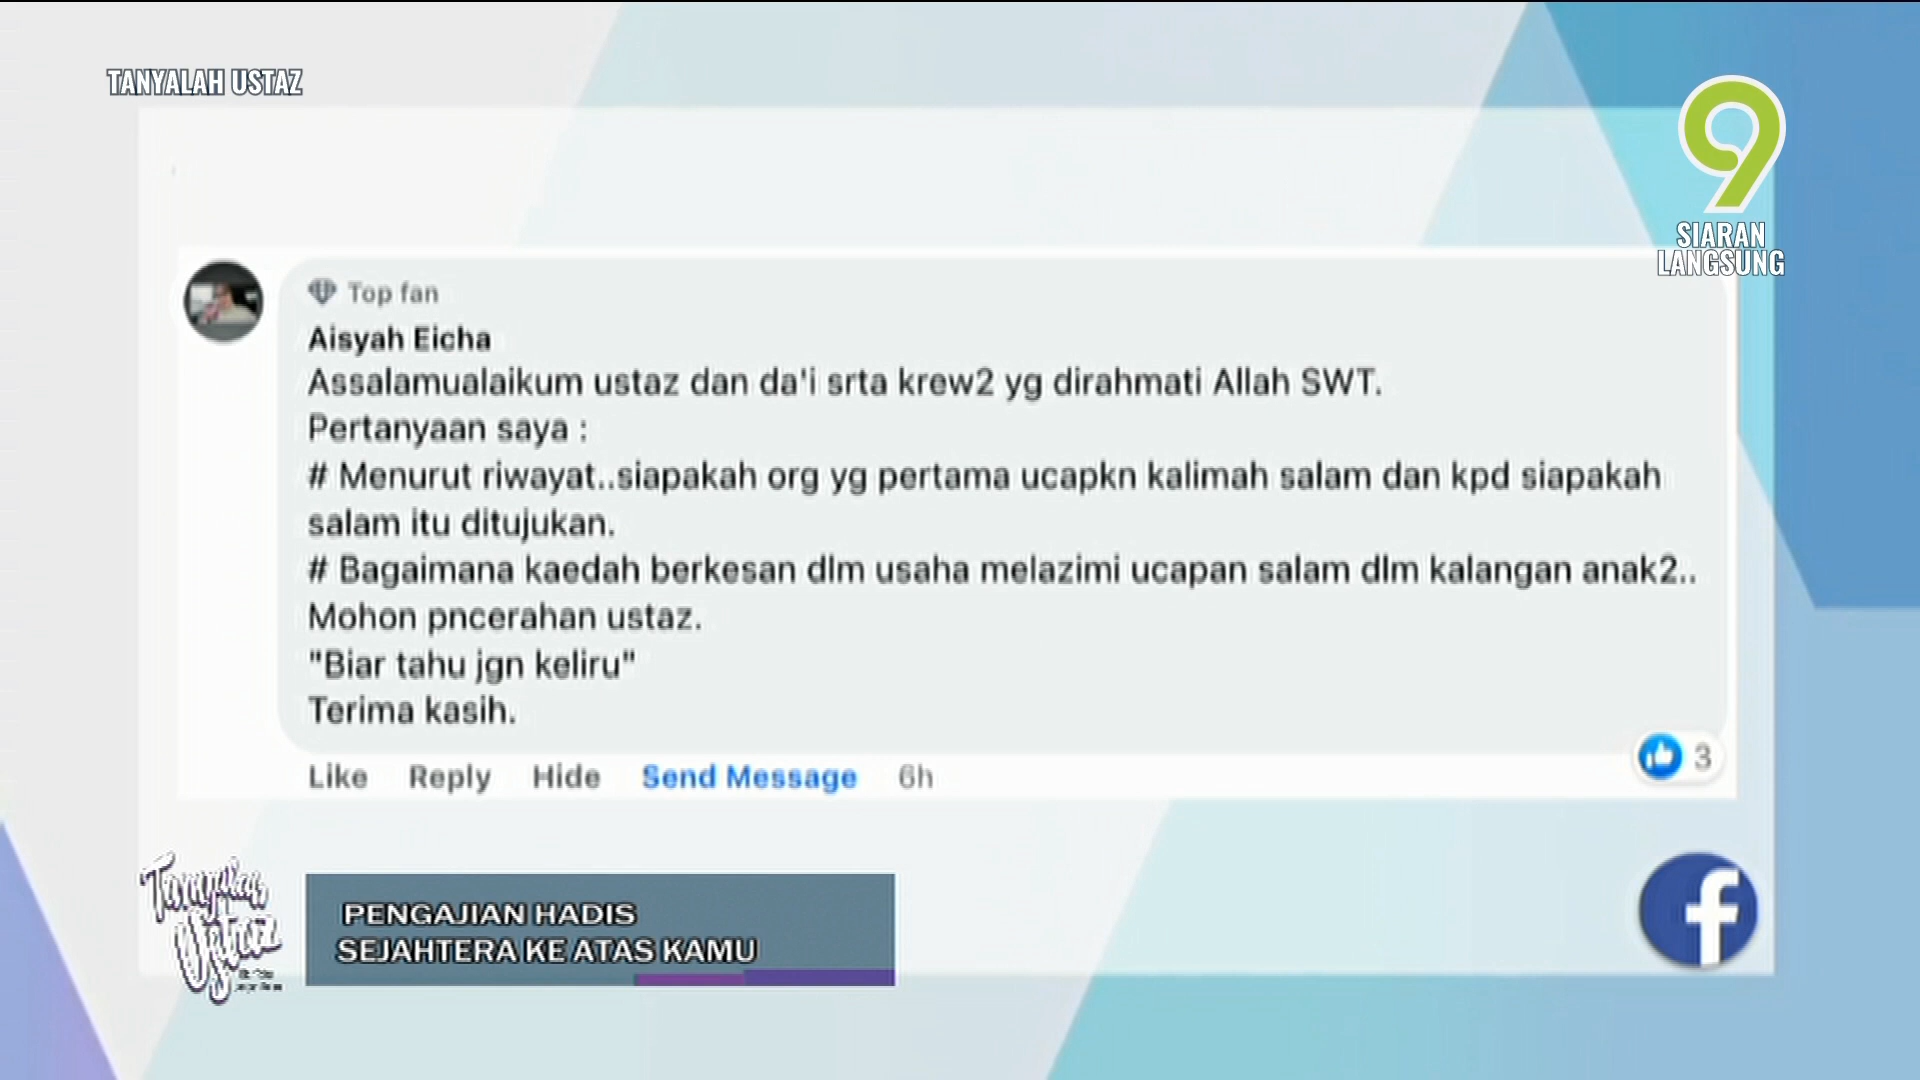 TANYALAH USTAZ
9
SIARAN
LANGSUNG
Top fan
Aisyah Eicha
Assalamualaikum ustaz dan da'i srta krew2 yg dirahmati Allah SWT.
Pertanyaan saya :
# Menurut riwayat..siapakah org yg pertama ucapkn kalimah salam dan kpd siapakah
salam itu ditujukan.
# Bagaimana kaedah berkesan dlm usaha melazimi ucapan salam dlm kalangan anak2..
Mohon pncerahan ustaz.
"Biar tahu jgn keliru"
Terima kasih.
3
Like Reply Hide Send Message 6h
Tanyalah
Ustaz
PENGAJIAN HADIS
SEJAHTERA KE ATAS KAMU
f